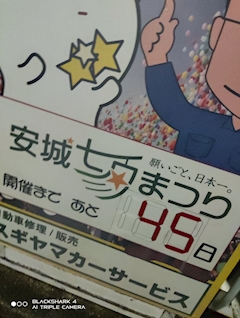 願いごと、日本一。
安城七夕まつり
開催まで あと 45日
自動車修理/販売
スギヤマカーサービス
BLACKSHARK 4
AI TRIPLE CAMERA